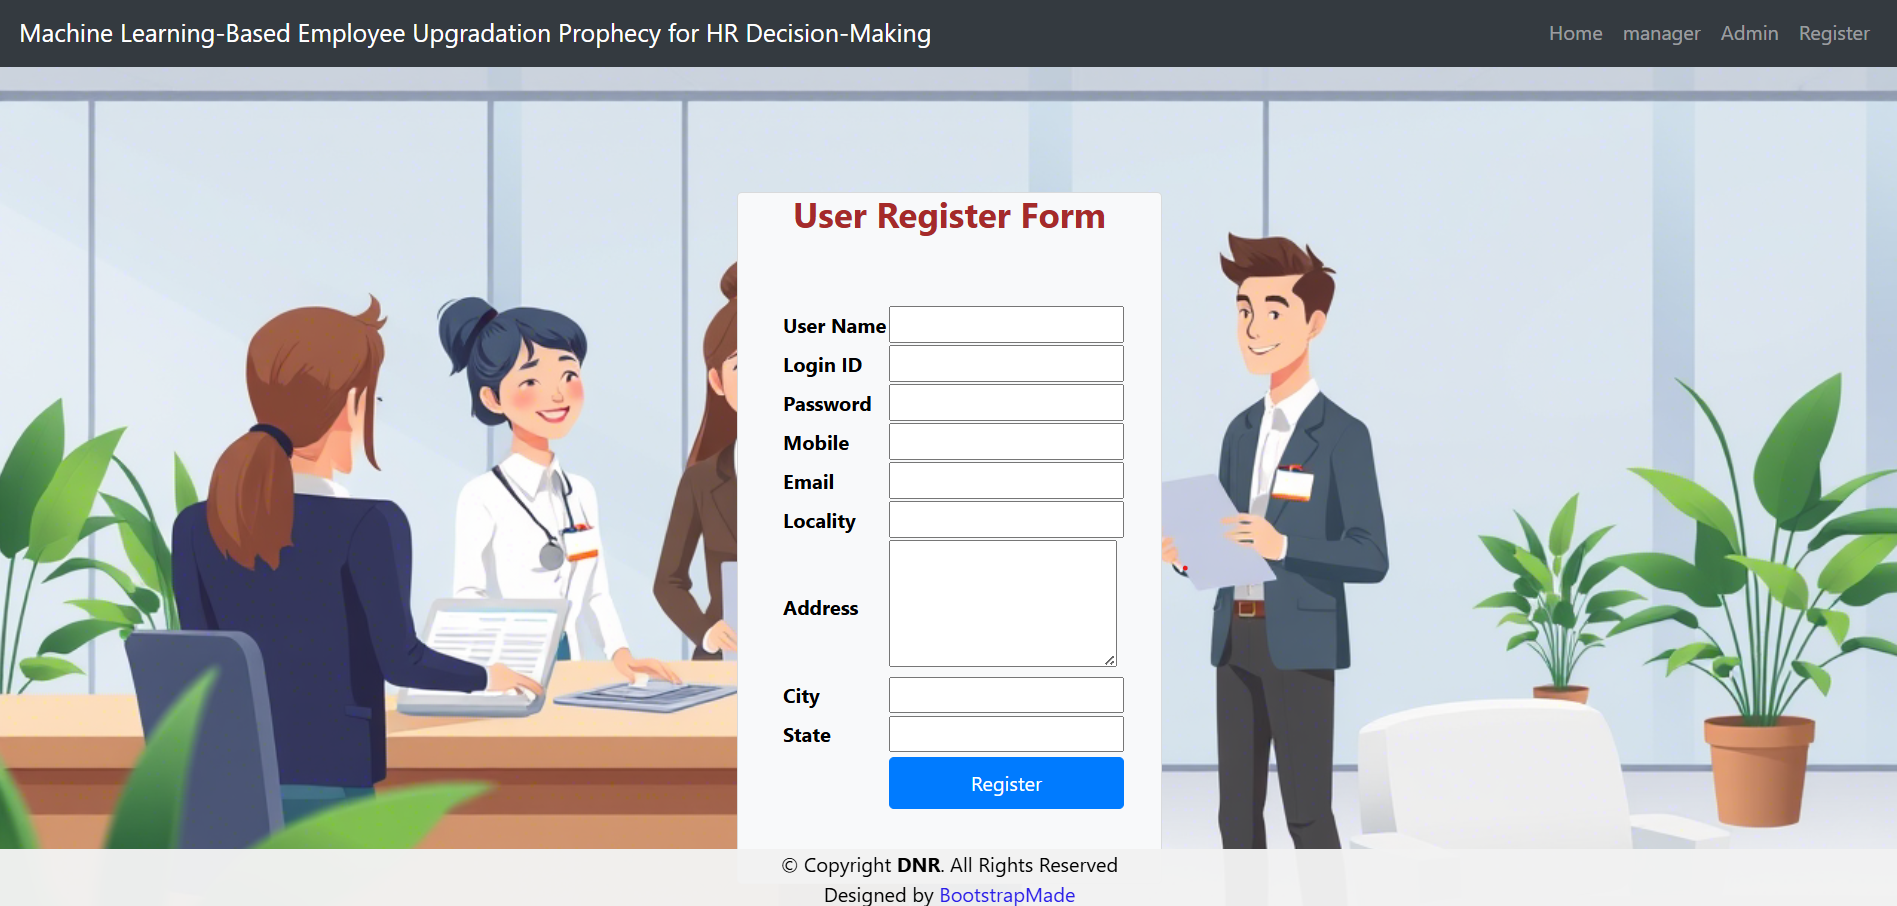 Machine Learning-Based Employee Upgradation Prophecy for HR Decision-Making
Home manager Admin Register
User Register Form
User Name
Login ID
Password
Mobile
Email
Locality
Address
City
State
Register
© Copyright DNR. All Rights Reserved
Designed by BootstrapMade